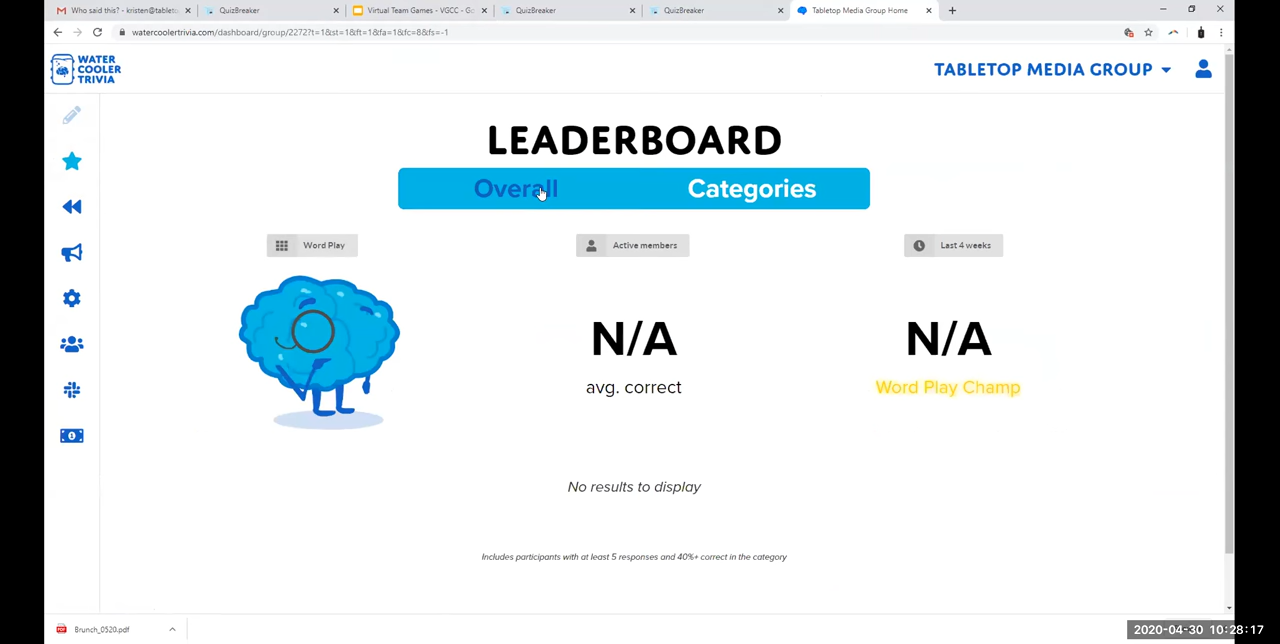 Who said this? - kristen@tableto
QuizBreaker
Virtual Team Games - VGCC - Go
QuizBreaker
QuizBreaker
Tabletop Media Group Home
watercoolertrivia.com/dashboard/group/2272?t=1&st=1&ft=1&fa=1&fc=8&fs=-1
WATER
COOLER
TRIVIA
TABLETOP MEDIA GROUP
LEADERBOARD
Overall
Categories
Word Play
Active members
Last 4 weeks
N/A
N/A
avg. correct
Word Play Champ
No results to display
Includes participants with at least 5 responses and 40%+ correct in the category
Brunch_0520.pdf
2020-04-30 10:28:17